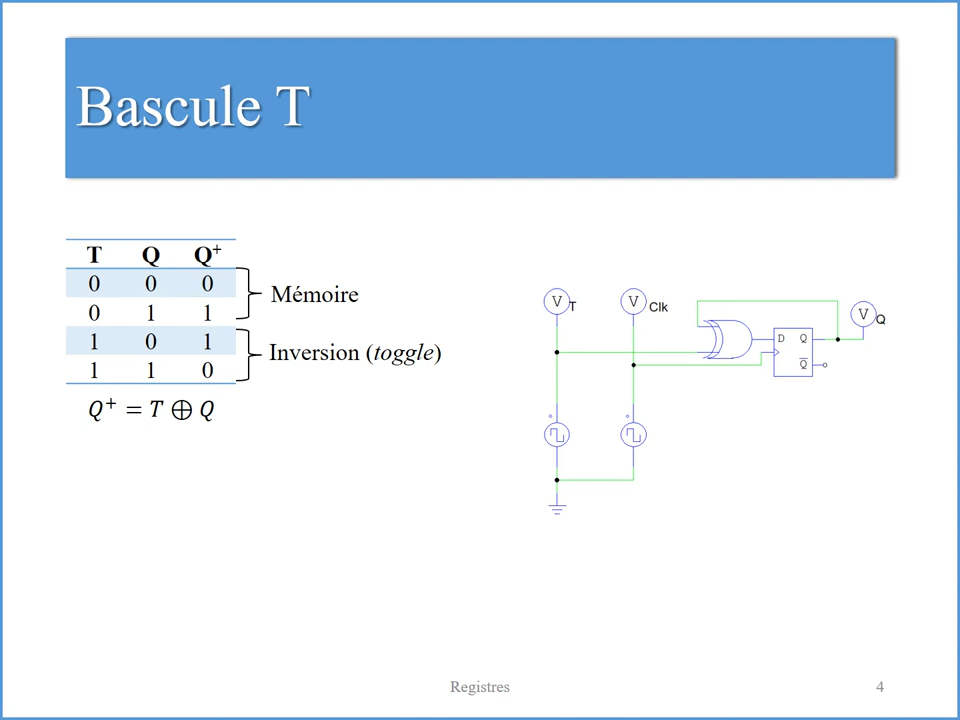 Bascule T
T Q Q⁺
0 0 0
0 1 1
1 0 1
1 1 0
Mémoire
Inversion (toggle)
Q⁺ = T ⊕ Q
V T
V Clk
V Q
D Q
Q̅
Registres
4